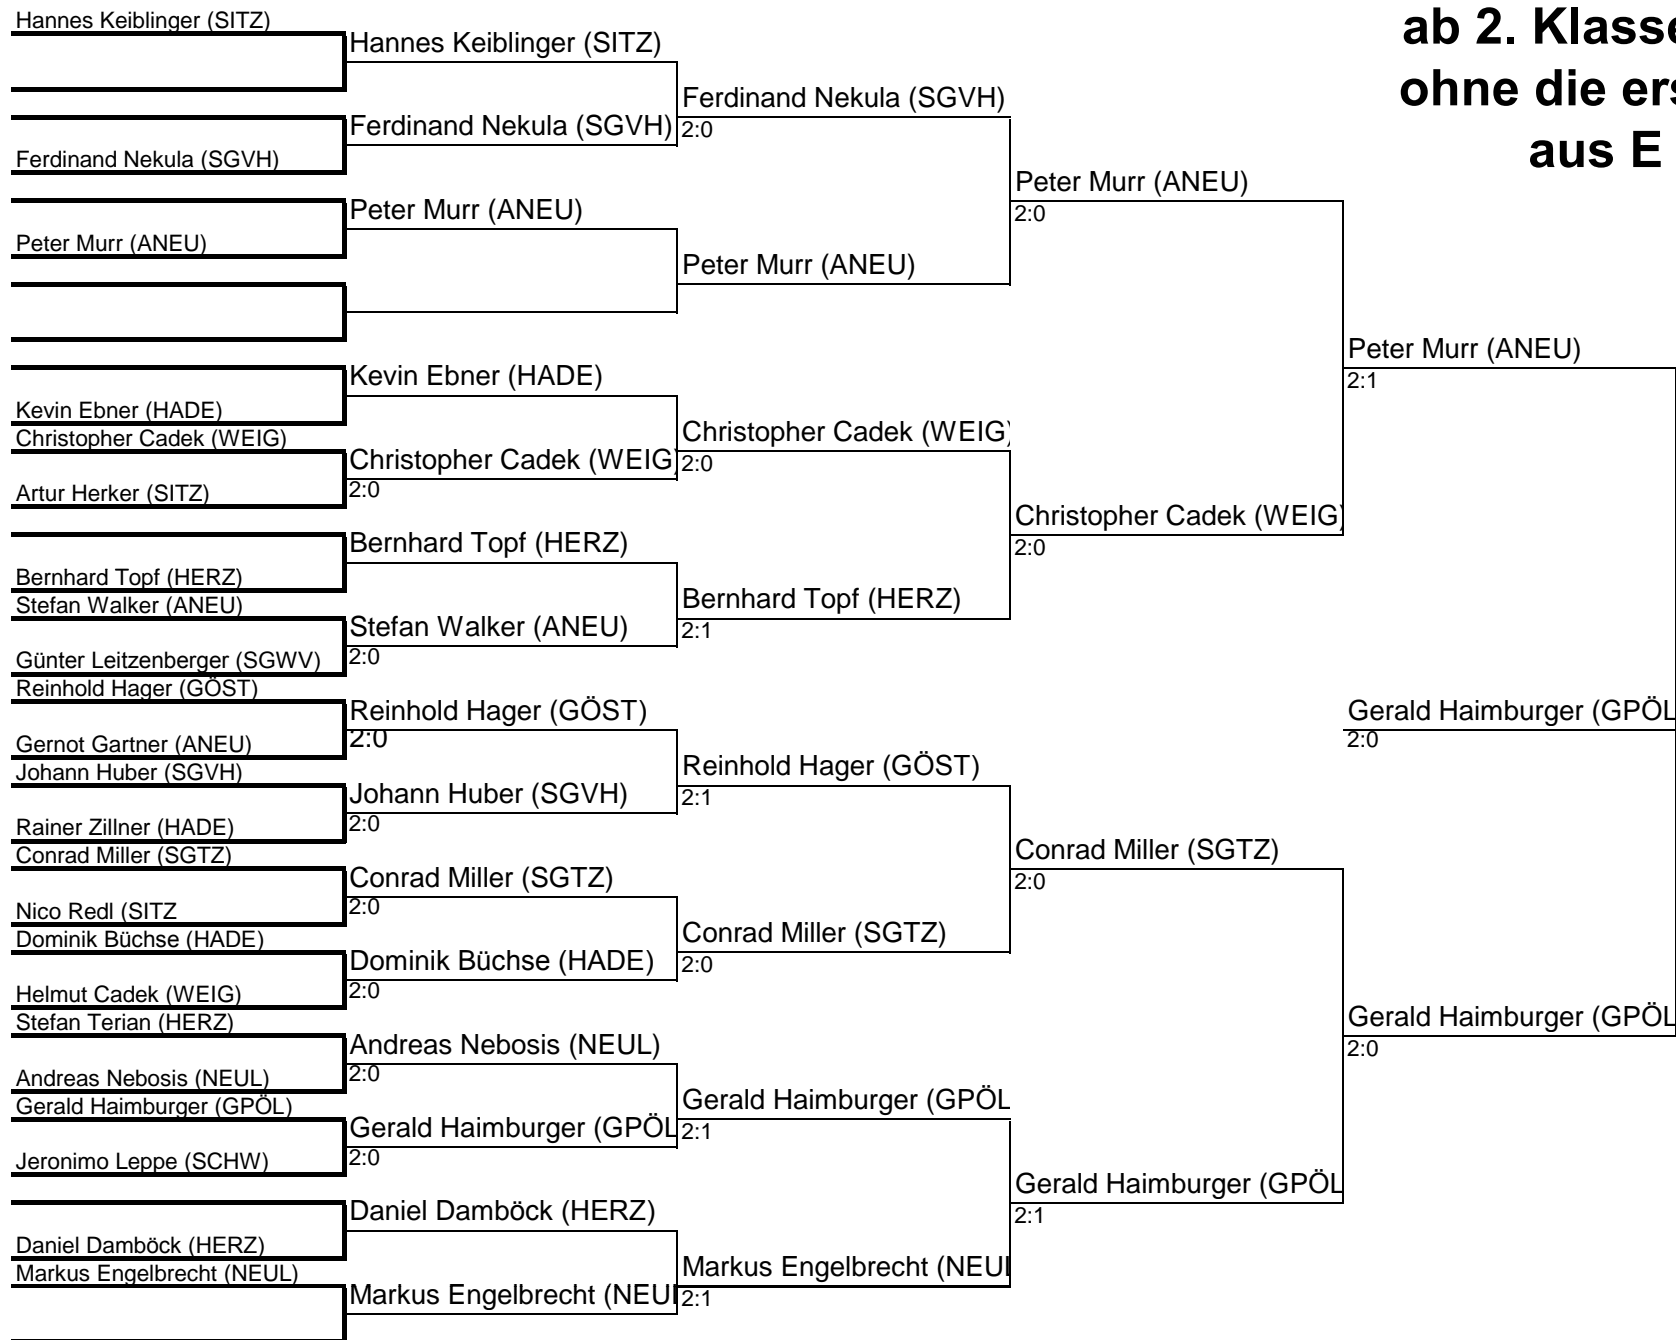 ab 2. Klasse
ohne die ers
aus E
Hannes Keiblinger (SITZ)
Ferdinand Nekula (SGVH)
Peter Murr (ANEU)
Kevin Ebner (HADE)
Christopher Cadek (WEIG)
Artur Herker (SITZ)
Bernhard Topf (HERZ)
Stefan Walker (ANEU)
Günter Leitzenberger (SGWV)
Reinhold Hager (GÖST)
Gernot Gartner (ANEU)
Johann Huber (SGVH)
Rainer Zillner (HADE)
Conrad Miller (SGTZ)
Nico Redl (SITZ
Dominik Büchse (HADE)
Helmut Cadek (WEIG)
Stefan Terian (HERZ)
Andreas Nebosis (NEUL)
Gerald Haimburger (GPÖL)
Jeronimo Leppe (SCHW)
Daniel Damböck (HERZ)
Markus Engelbrecht (NEUL)
Hannes Keiblinger (SITZ)
Ferdinand Nekula (SGVH)
Peter Murr (ANEU)
Kevin Ebner (HADE)
Christopher Cadek (WEIG)
2:0
Bernhard Topf (HERZ)
Stefan Walker (ANEU)
2:0
Reinhold Hager (GÖST)
2:0
Johann Huber (SGVH)
2:0
Conrad Miller (SGTZ)
2:0
Dominik Büchse (HADE)
2:0
Andreas Nebosis (NEUL)
2:0
Gerald Haimburger (GPÖL
2:0
Daniel Damböck (HERZ)
Markus Engelbrecht (NEUL
Ferdinand Nekula (SGVH)
2:0
Peter Murr (ANEU)
Christopher Cadek (WEIG)
2:0
Bernhard Topf (HERZ)
2:1
Reinhold Hager (GÖST)
2:1
Conrad Miller (SGTZ)
2:0
Gerald Haimburger (GPÖL
2:1
Markus Engelbrecht (NEUL
2:1
Peter Murr (ANEU)
2:0
Christopher Cadek (WEIG)
2:0
Conrad Miller (SGTZ)
2:0
Gerald Haimburger (GPÖL
2:1
Peter Murr (ANEU)
2:1
Gerald Haimburger (GPÖL
2:0
Gerald Haimburger (GPÖL
2:0